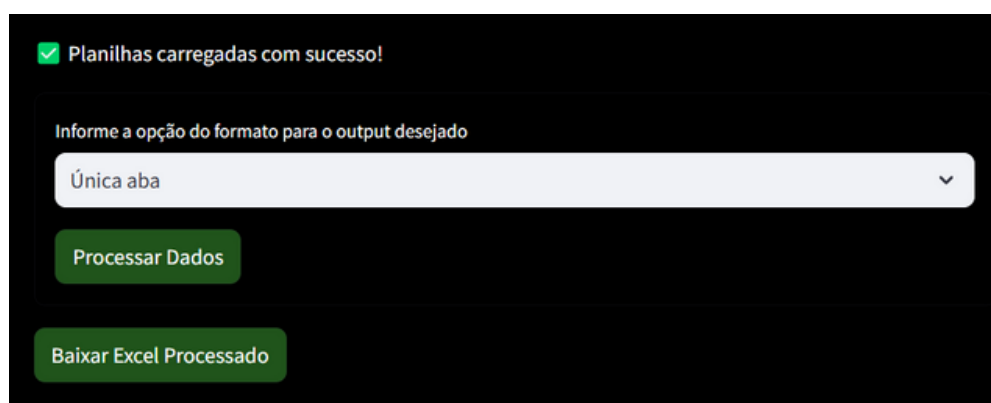 Planilhas carregadas com sucesso!
Informe a opção do formato para o output desejado
Única aba
Processar Dados
Baixar Excel Processado